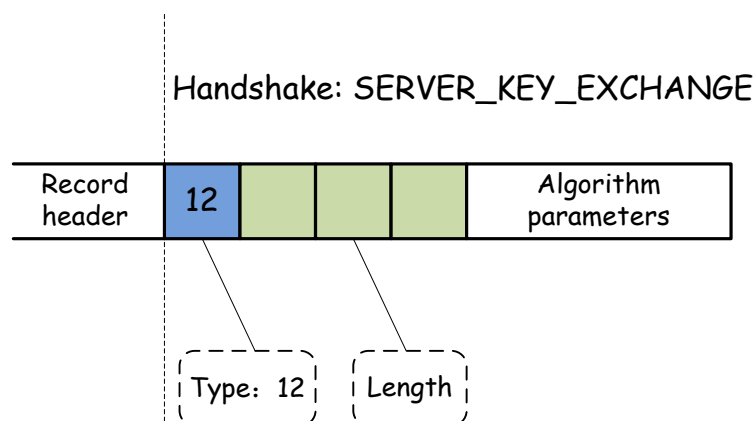 Handshake: SERVER_KEY_EXCHANGE
Record
header
12
Algorithm
parameters
Type：12
Length